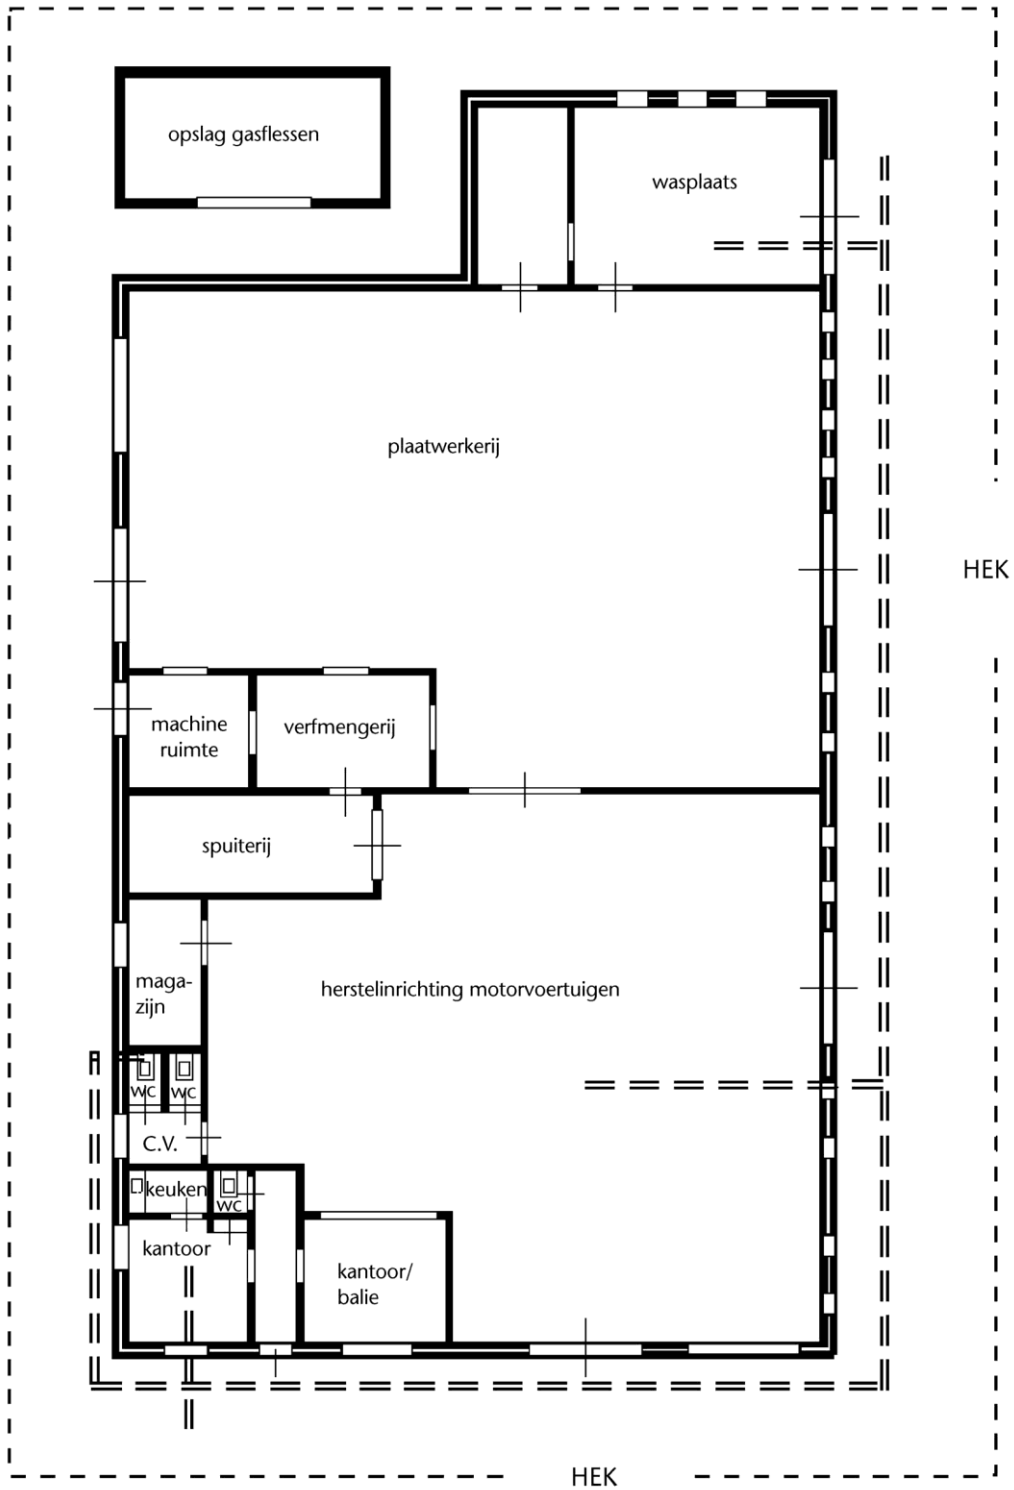 opslag gasflessen
wasplaats
plaatwerkerij
HEK
machine
ruimte
verfmengerij
spuiterij
maga-
zijn
herstelinrichting motorvoertuigen
wc
wc
C.V.
keuken
wc
kantoor
kantoor/
balie
HEK